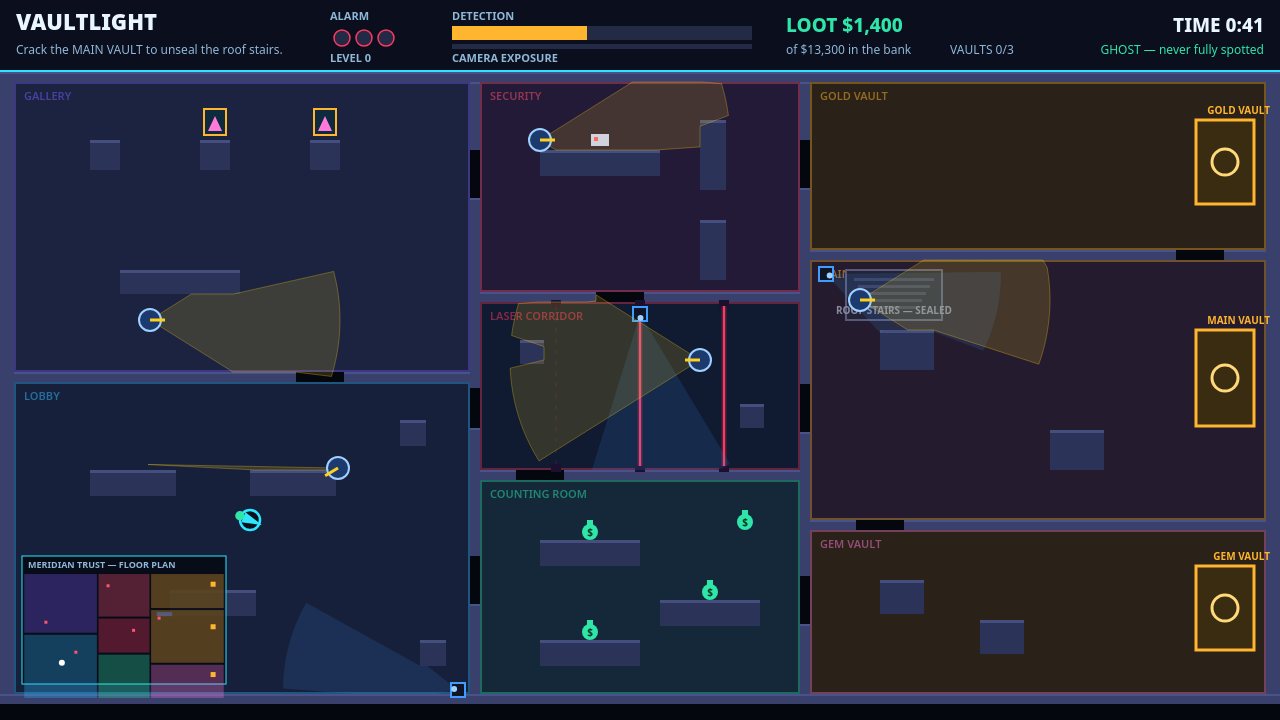 VAULTLIGHT
Crack the MAIN VAULT to unseal the roof stairs.
ALARM
LEVEL 0
DETECTION
CAMERA EXPOSURE
LOOT $1,400
of $13,300 in the bank
VAULTS 0/3
TIME 0:41
GHOST — never fully spotted
GALLERY
SECURITY
GOLD VAULT
GOLD VAULT
LASER CORRIDOR
ROOF STAIRS — SEALED
MAIN VAULT
LOBBY
COUNTING ROOM
$
$
$
$
GEM VAULT
GEM VAULT
MERIDIAN TRUST — FLOOR PLAN